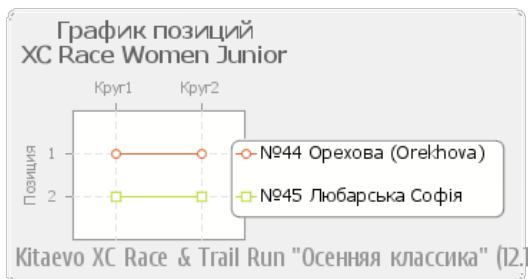 График позиций
XC Race Women Junior
Круг1 Круг2
Позиция
1
№44 Орехова (Orekhova)
2
№45 Любарська Софія
Kitaevo XC Race & Trail Run "Осенняя классика" (12.